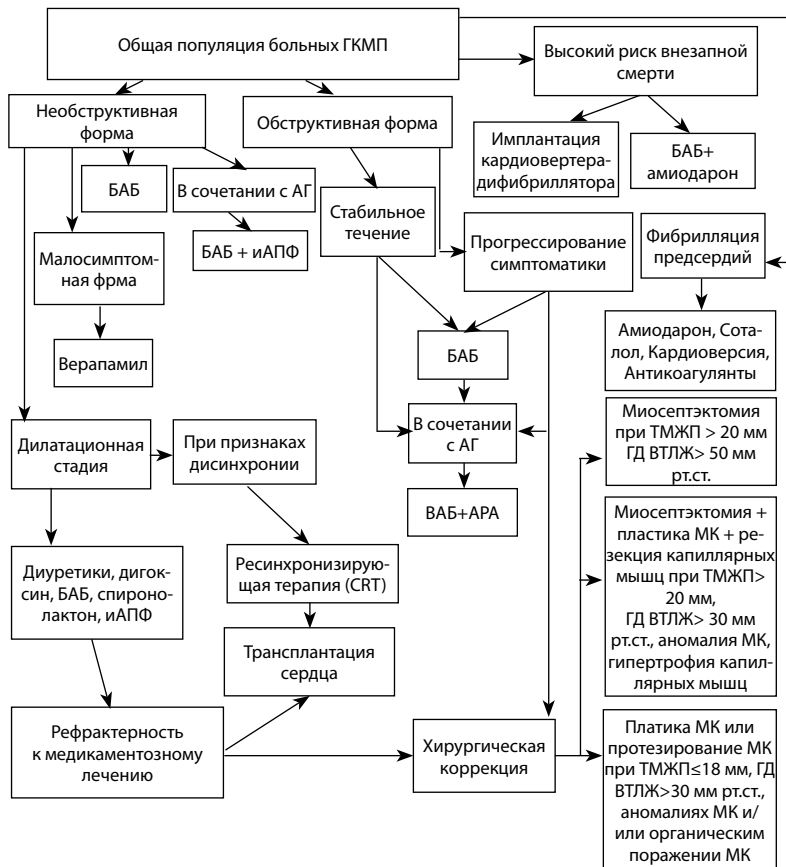 Общая популяция больных ГКМП
Высокий риск внезапной
смерти
Необструктивная
форма
Обструктивная форма
Имплантация
кардиовертера-
дифибриллятора
БАБ+
амиодарон
БАБ
В сочетании с АГ
Стабильное
течение
БАБ + иАПФ
Прогрессирование
симптоматики
Фибрилляция
предсердий
Малосимптом-
ная фрма
Верапамил
БАБ
Амиодарон, Сота-
лол, Кардиоверсия,
Антикоагулянты
Дилатационная
стадия
При признаках
дисинхронии
В сочетании
с АГ
Миосептэктомия
при ТМЖП > 20 мм
ГД ВТЛЖ> 50 мм
рт.ст.
ВАБ+АРА
Диуретики, дигок-
син, БАБ, спироно-
лактон, иАПФ
Ресинхронизирую-
щая терапия (CRT)
Миосептэктомия +
пластика МК + ре-
зекция капиллярных
мышц при ТМЖП>
20 мм,
ГД ВТЛЖ> 30 мм
рт.ст., аномалия МК,
гипертрофия капил-
лярных мышц
Трансплантация
сердца
Рефрактерность
к медикаментозному
лечению
Хирургическая
коррекция
Платика МК или
протезирование МК
при ТМЖП≤18 мм, ГД
ВТЛЖ>30 мм рт.ст.,
аномалиях МК и/
или органическим
поражении МК